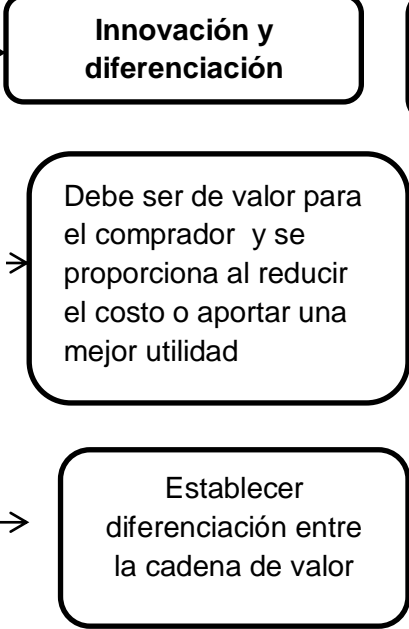 Innovación y
diferenciación
Debe ser de valor para
el comprador y se
proporciona al reducir
el costo o aportar una
mejor utilidad
Establecer
diferenciación entre
la cadena de valor